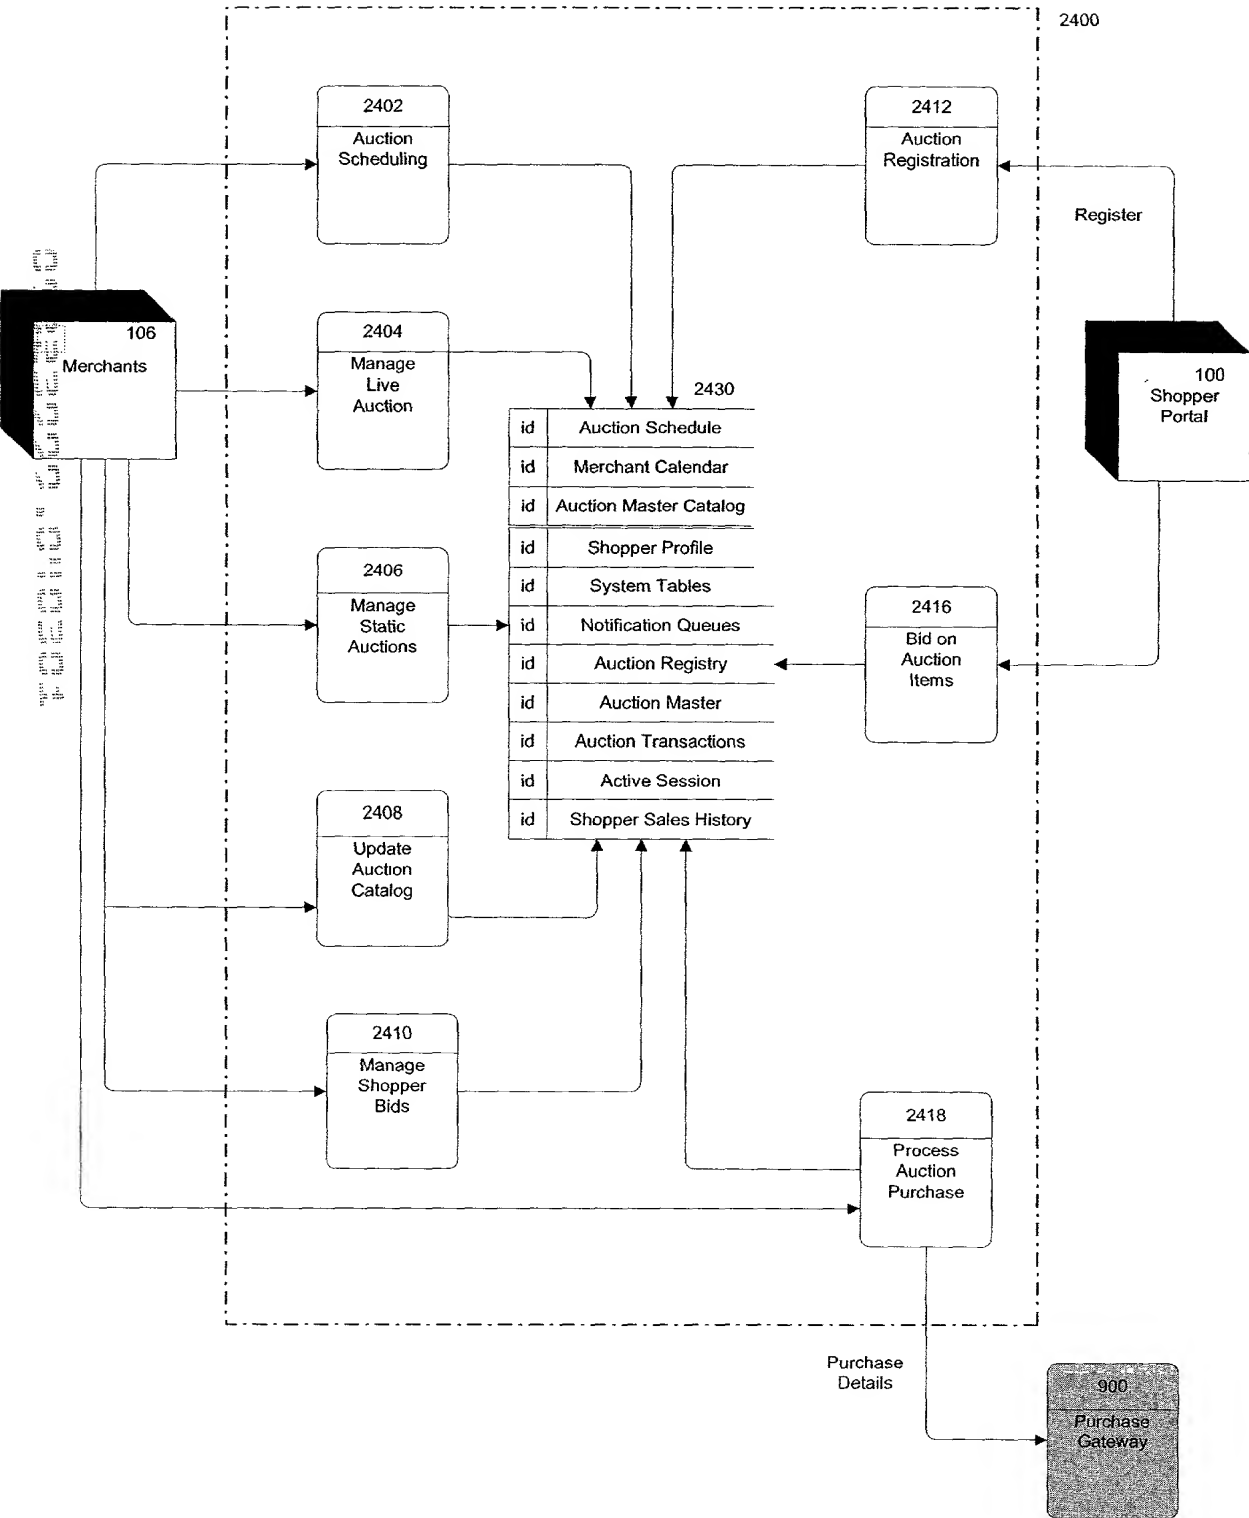 2400
2402
Auction
Scheduling
2412
Auction
Registration
Register
106
Merchants
2404
Manage
Live
Auction
100
Shopper
Portal
2430
id Auction Schedule
id Merchant Calendar
id Auction Master Catalog
id Shopper Profile
id System Tables
id Notification Queues
id Auction Registry
id Auction Master
id Auction Transactions
id Active Session
id Shopper Sales History
2406
Manage
Static
Auctions
2416
Bid on
Auction
Items
2408
Update
Auction
Catalog
2410
Manage
Shopper
Bids
2418
Process
Auction
Purchase
Purchase
Details
900
Purchase
Gateway